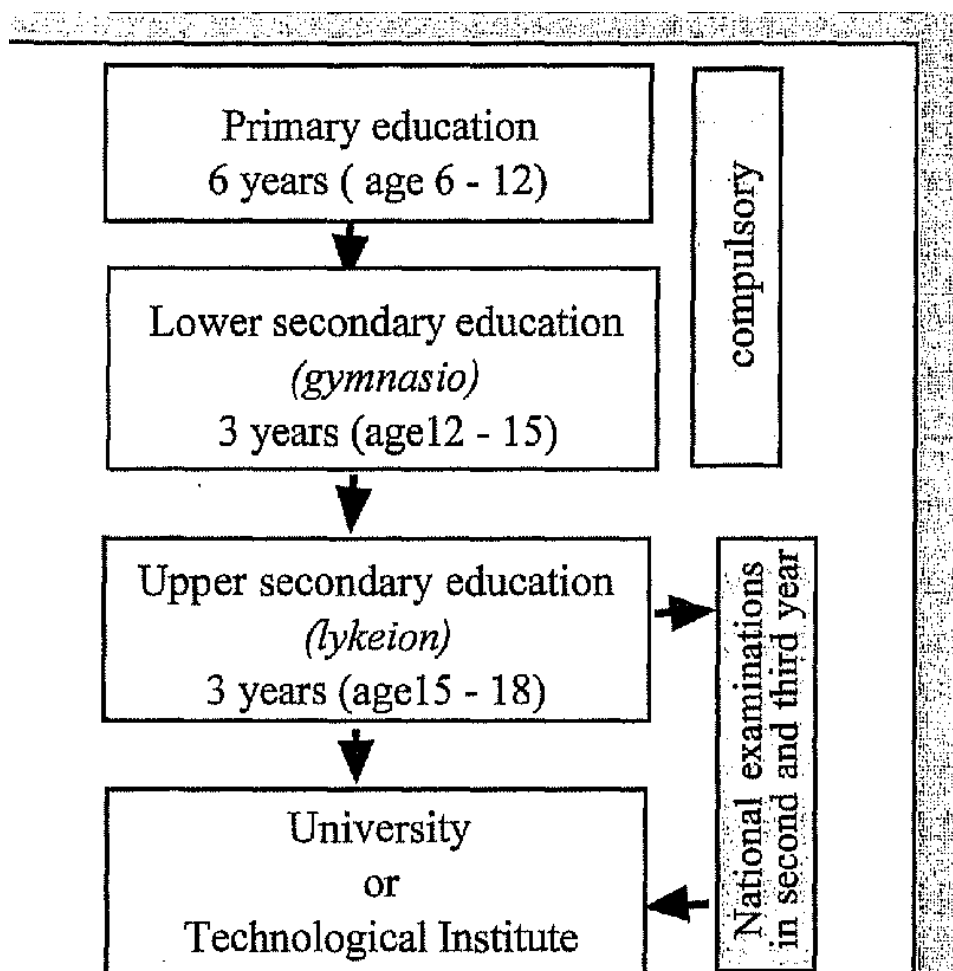 Primary education
6 years ( age 6 - 12)
compulsory
Lower secondary education
(gymnasio)
3 years (age12 - 15)
Upper secondary education
(lykeion)
3 years (age15 - 18)
National examinations
in second and third year
University
or
Technological Institute